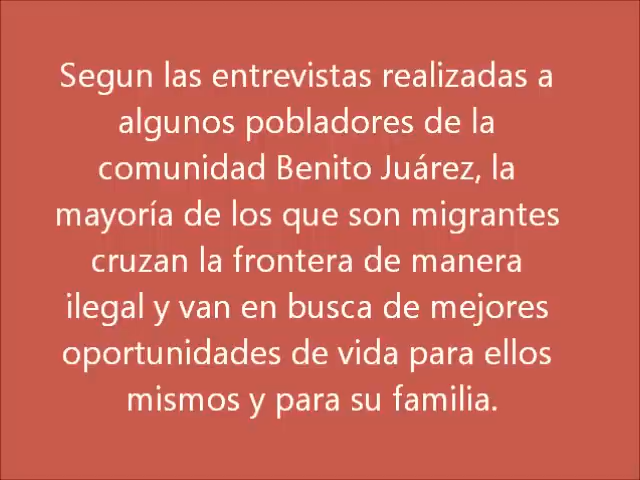 Segun las entrevistas realizadas a
algunos pobladores de la
comunidad Benito Juárez, la
mayoría de los que son migrantes
cruzan la frontera de manera
ilegal y van en busca de mejores
oportunidades de vida para ellos
mismos y para su familia.